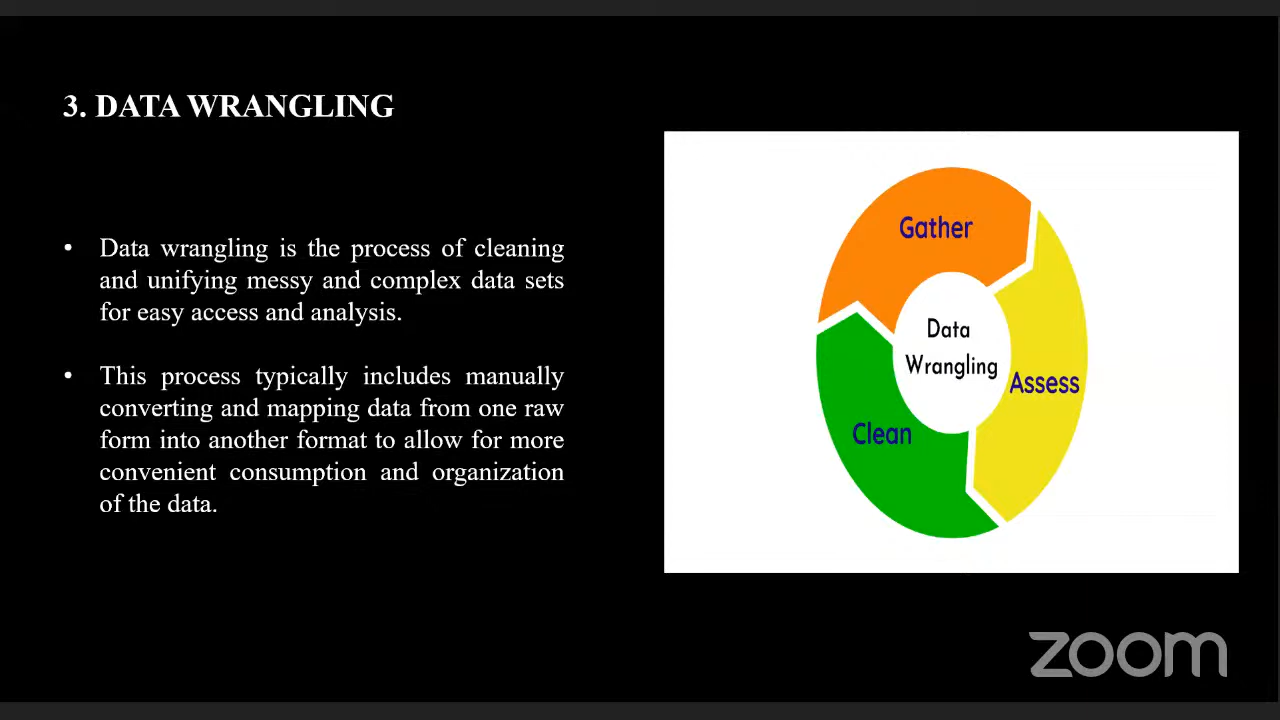 3. DATA WRANGLING
• Data wrangling is the process of cleaning
and unifying messy and complex data sets
for easy access and analysis.
• This process typically includes manually
converting and mapping data from one raw
form into another format to allow for more
convenient consumption and organization
of the data.
Gather
Data
Wrangling
Assess
Clean
zoom